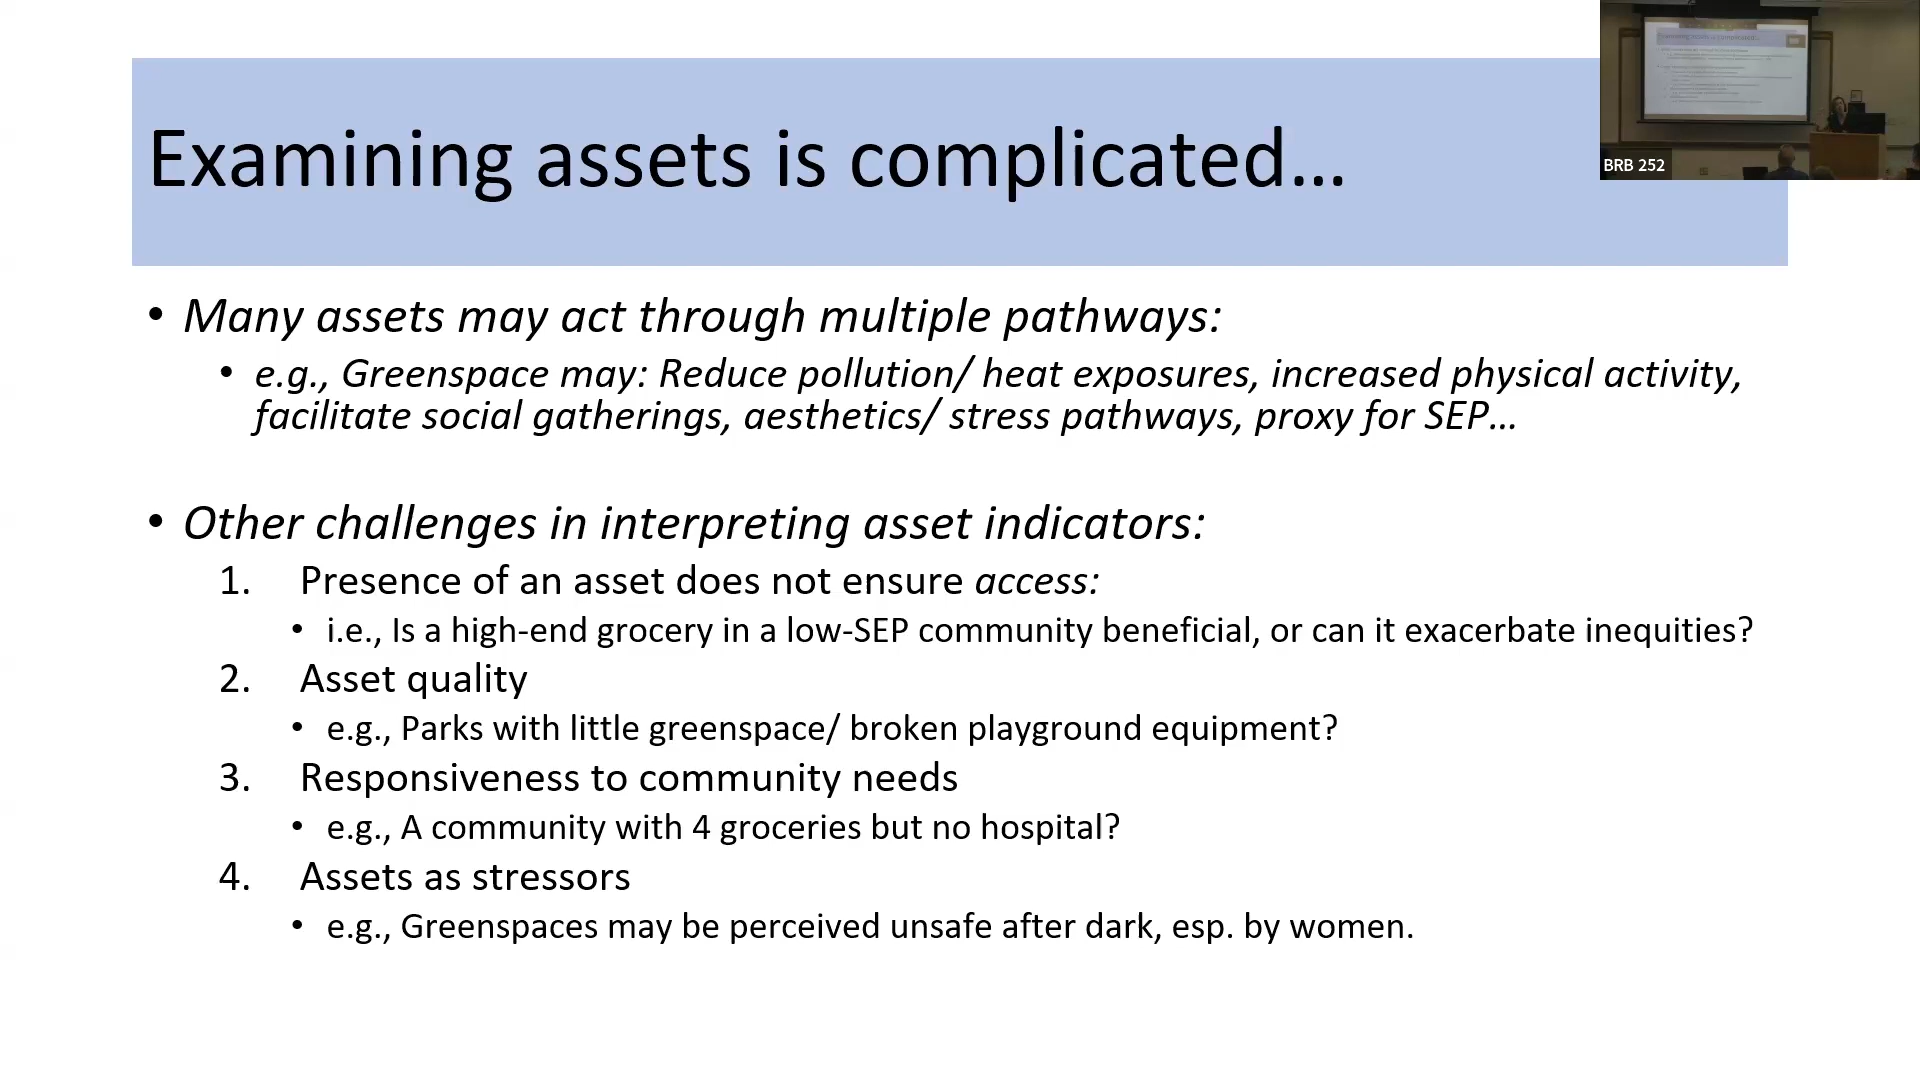 Examining assets is complicated...
BRB 252
• Many assets may act through multiple pathways:
• e.g., Greenspace may: Reduce pollution/ heat exposures, increased physical activity,
facilitate social gatherings, aesthetics/ stress pathways, proxy for SEP...
• Other challenges in interpreting asset indicators:
1. Presence of an asset does not ensure access:
• i.e., Is a high-end grocery in a low-SEP community beneficial, or can it exacerbate inequities?
2. Asset quality
• e.g., Parks with little greenspace/ broken playground equipment?
3. Responsiveness to community needs
• e.g., A community with 4 groceries but no hospital?
4. Assets as stressors
• e.g., Greenspaces may be perceived unsafe after dark, esp. by women.